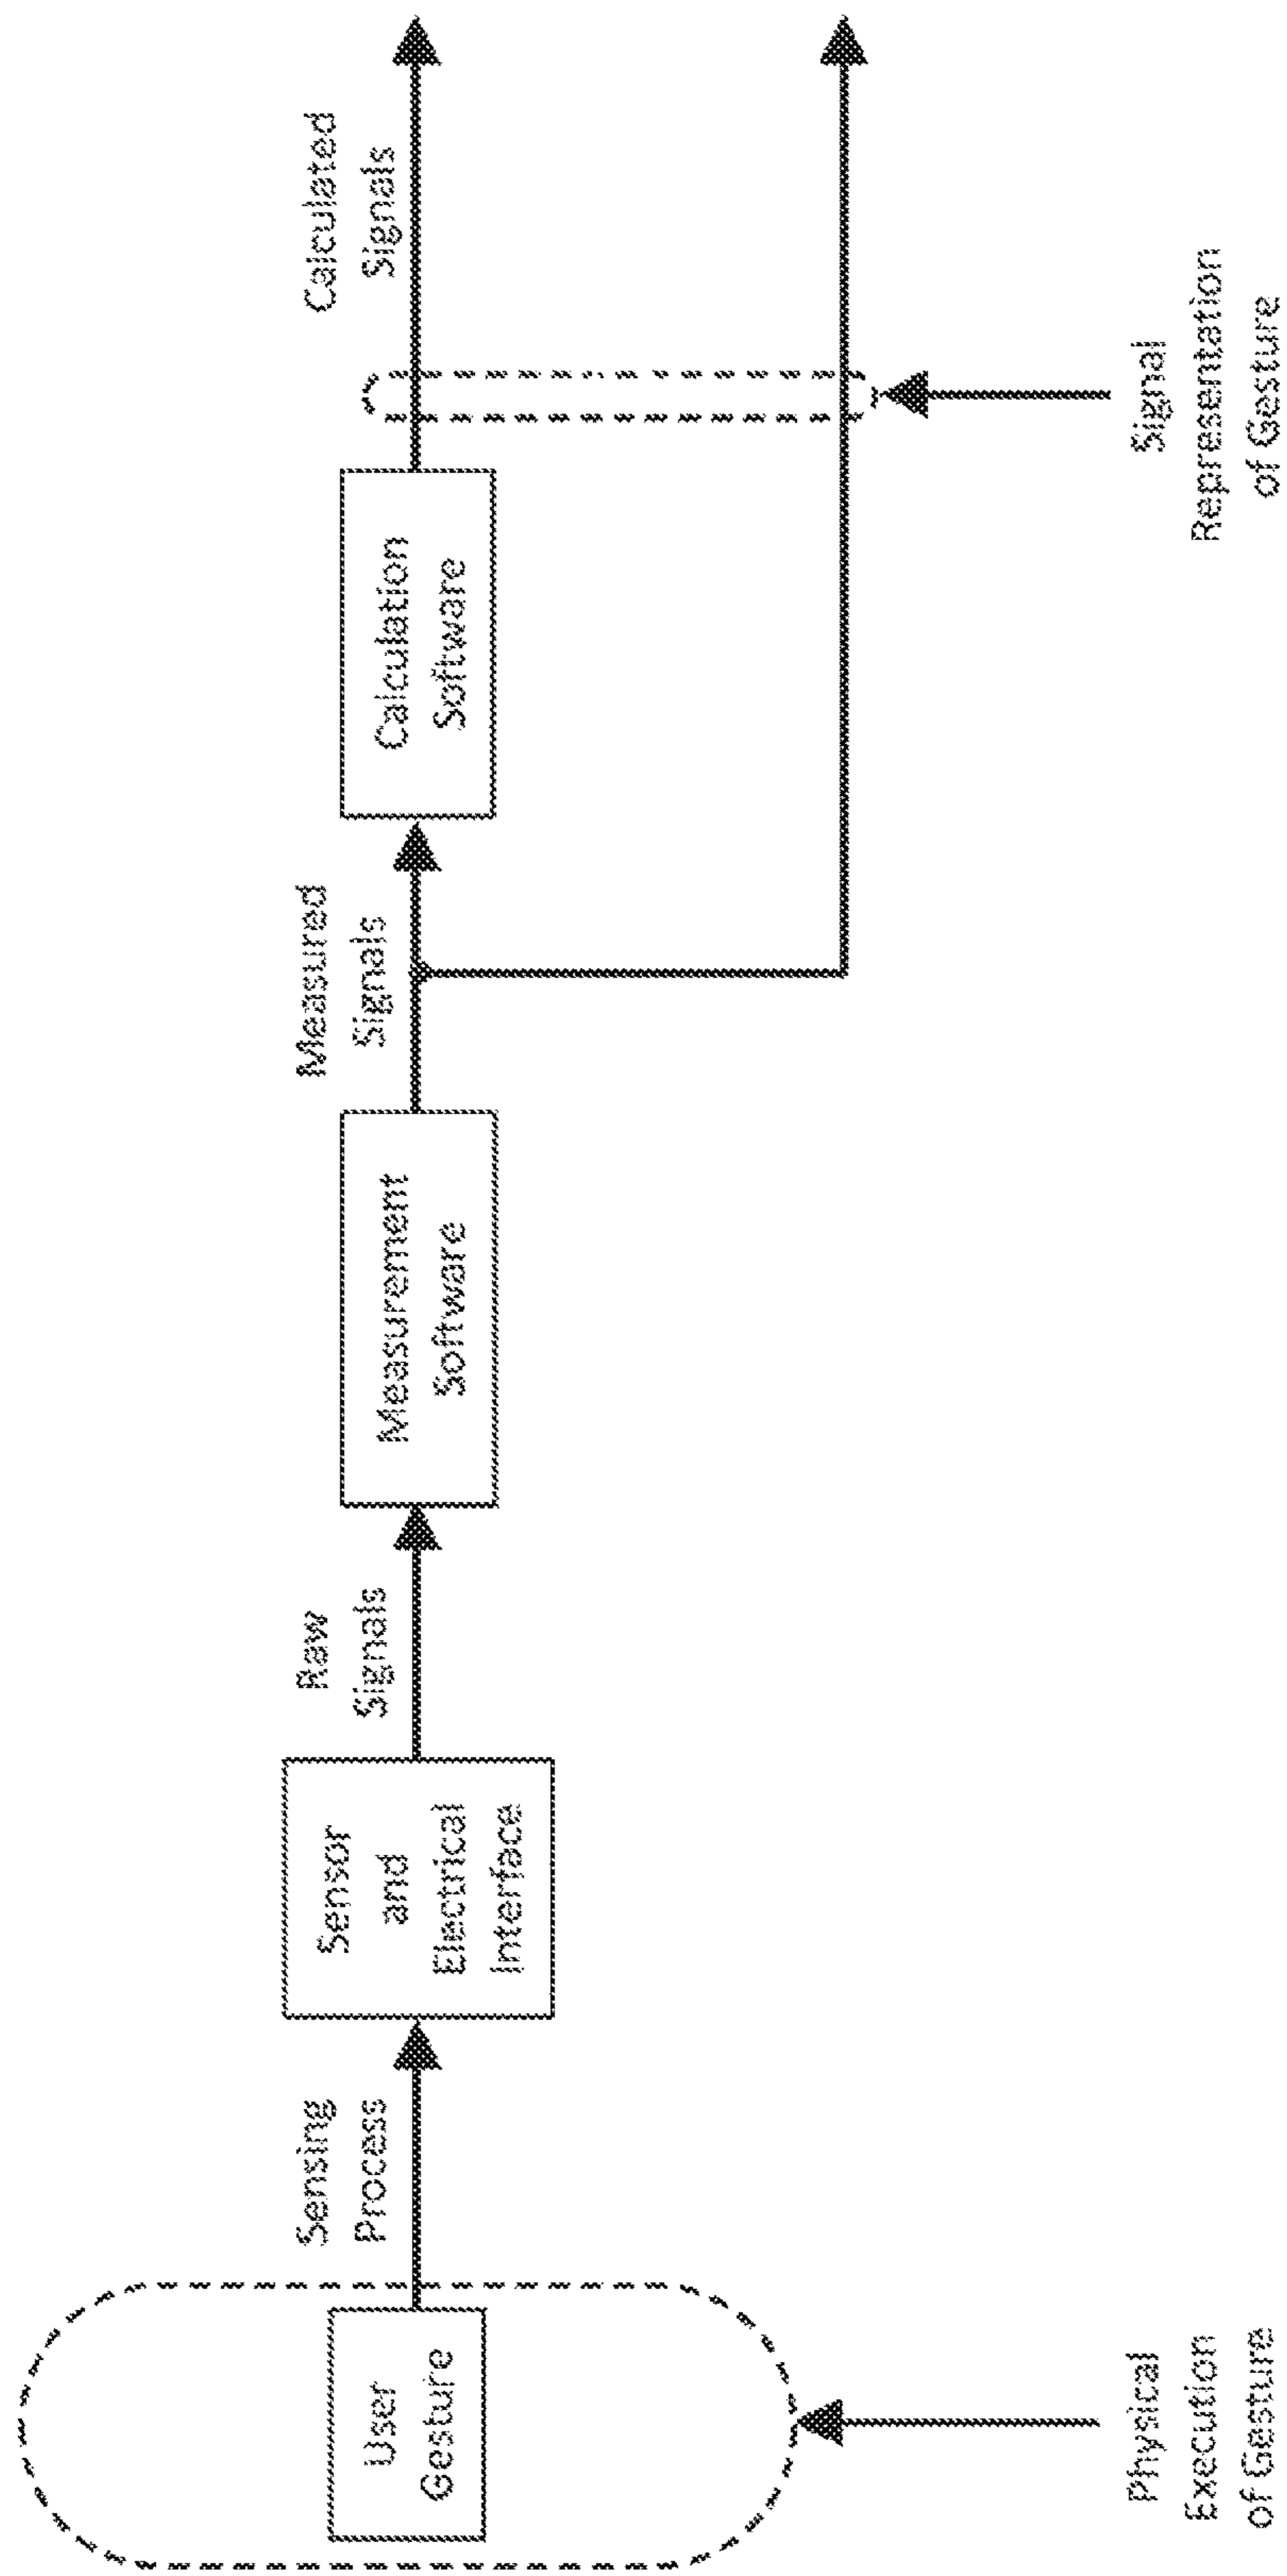 User
Gesture
Sensing
Process
Sensor
and
Electrical
Interface
Raw
Signals
Measurement
Software
Measured
Signals
Calculation
Software
Calculated
Signals
Physical
Execution
of Gesture
Signal
Representation
of Gesture